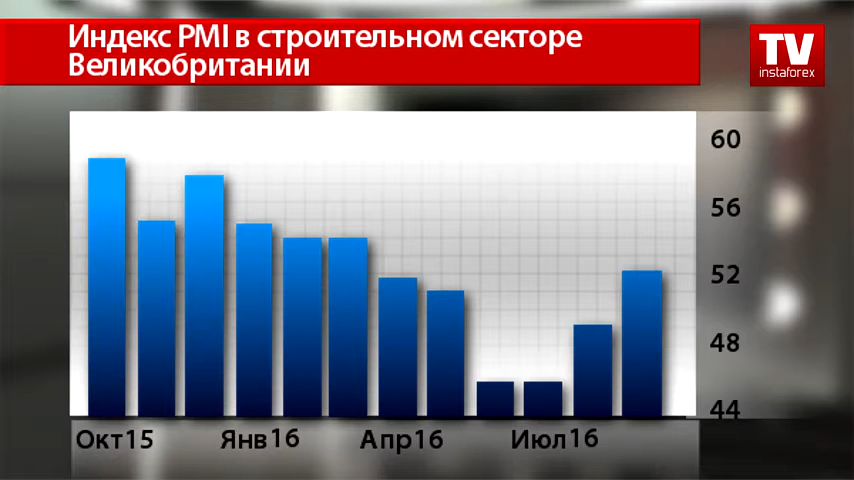 Индекс PMI в строительном секторе
Великобритании
TV
instaforex
60
56
52
48
44
Окт15 Янв16 Апр16 Июл16